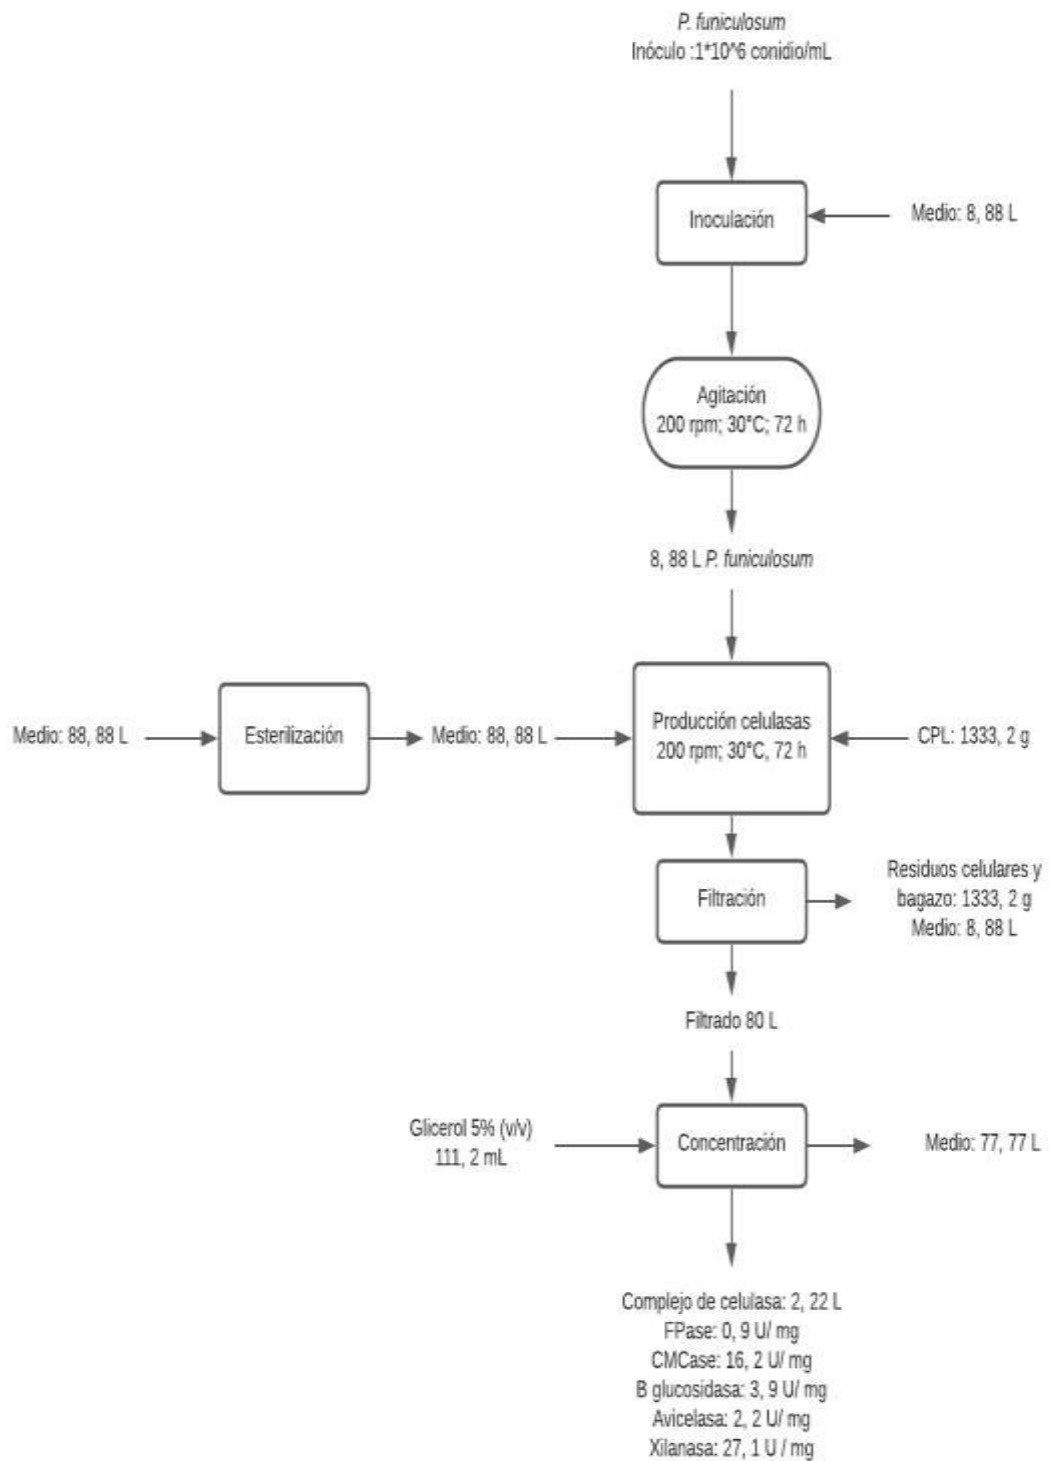 P. funiculosum
Inóculo :1*10^6 conidio/mL
Inoculación
Medio: 8, 88 L
Agitación
200 rpm; 30°C; 72 h
8, 88 L P. funiculosum
Medio: 88, 88 L
Esterilización
Medio: 88, 88 L
Producción celulasas
200 rpm; 30°C, 72 h
CPL: 1333, 2 g
Filtración
Residuos celulares y
bagazo: 1333, 2 g
Medio: 8, 88 L
Filtrado 80 L
Glicerol 5% (v/v)
111, 2 mL
Concentración
Medio: 77, 77 L
Complejo de celulasa: 2, 22 L
FPase: 0, 9 U/ mg
CMCase: 16, 2 U/ mg
B glucosidasa: 3, 9 U/ mg
Avicelasa: 2, 2 U/ mg
Xilanasa: 27, 1 U / mg